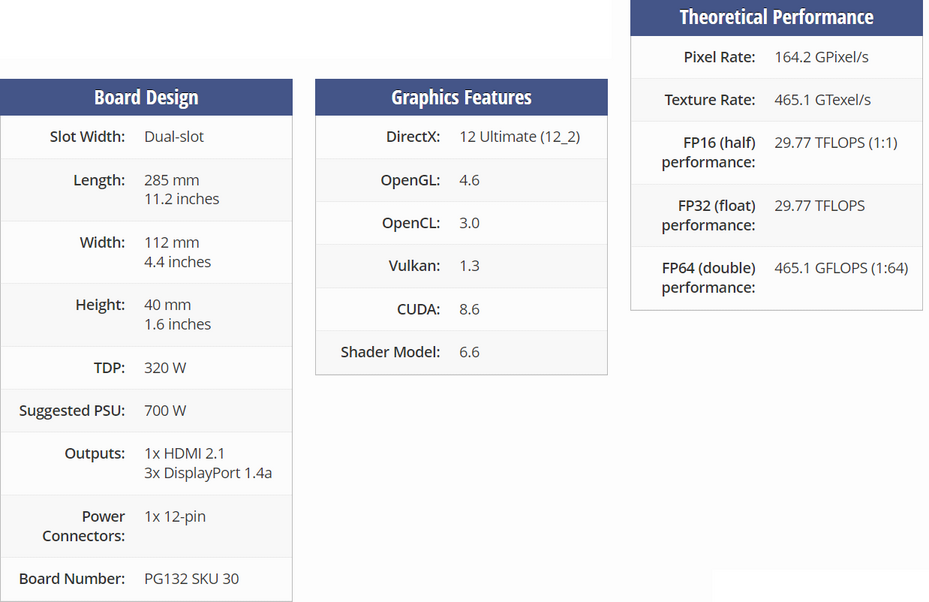 Board Design
Slot Width: Dual-slot
Length: 285 mm
11.2 inches
Width: 112 mm
4.4 inches
Height: 40 mm
1.6 inches
TDP: 320 W
Suggested PSU: 700 W
Outputs: 1x HDMI 2.1
3x DisplayPort 1.4a
Power 1x 12-pin
Connectors:
Board Number: PG132 SKU 30
Graphics Features
DirectX: 12 Ultimate (12_2)
OpenGL: 4.6
OpenCL: 3.0
Vulkan: 1.3
CUDA: 8.6
Shader Model: 6.6
Theoretical Performance
Pixel Rate: 164.2 GPixel/s
Texture Rate: 465.1 GTexel/s
FP16 (half) 29.77 TFLOPS (1:1)
performance:
FP32 (float) 29.77 TFLOPS
performance:
FP64 (double) 465.1 GFLOPS (1:64)
performance: